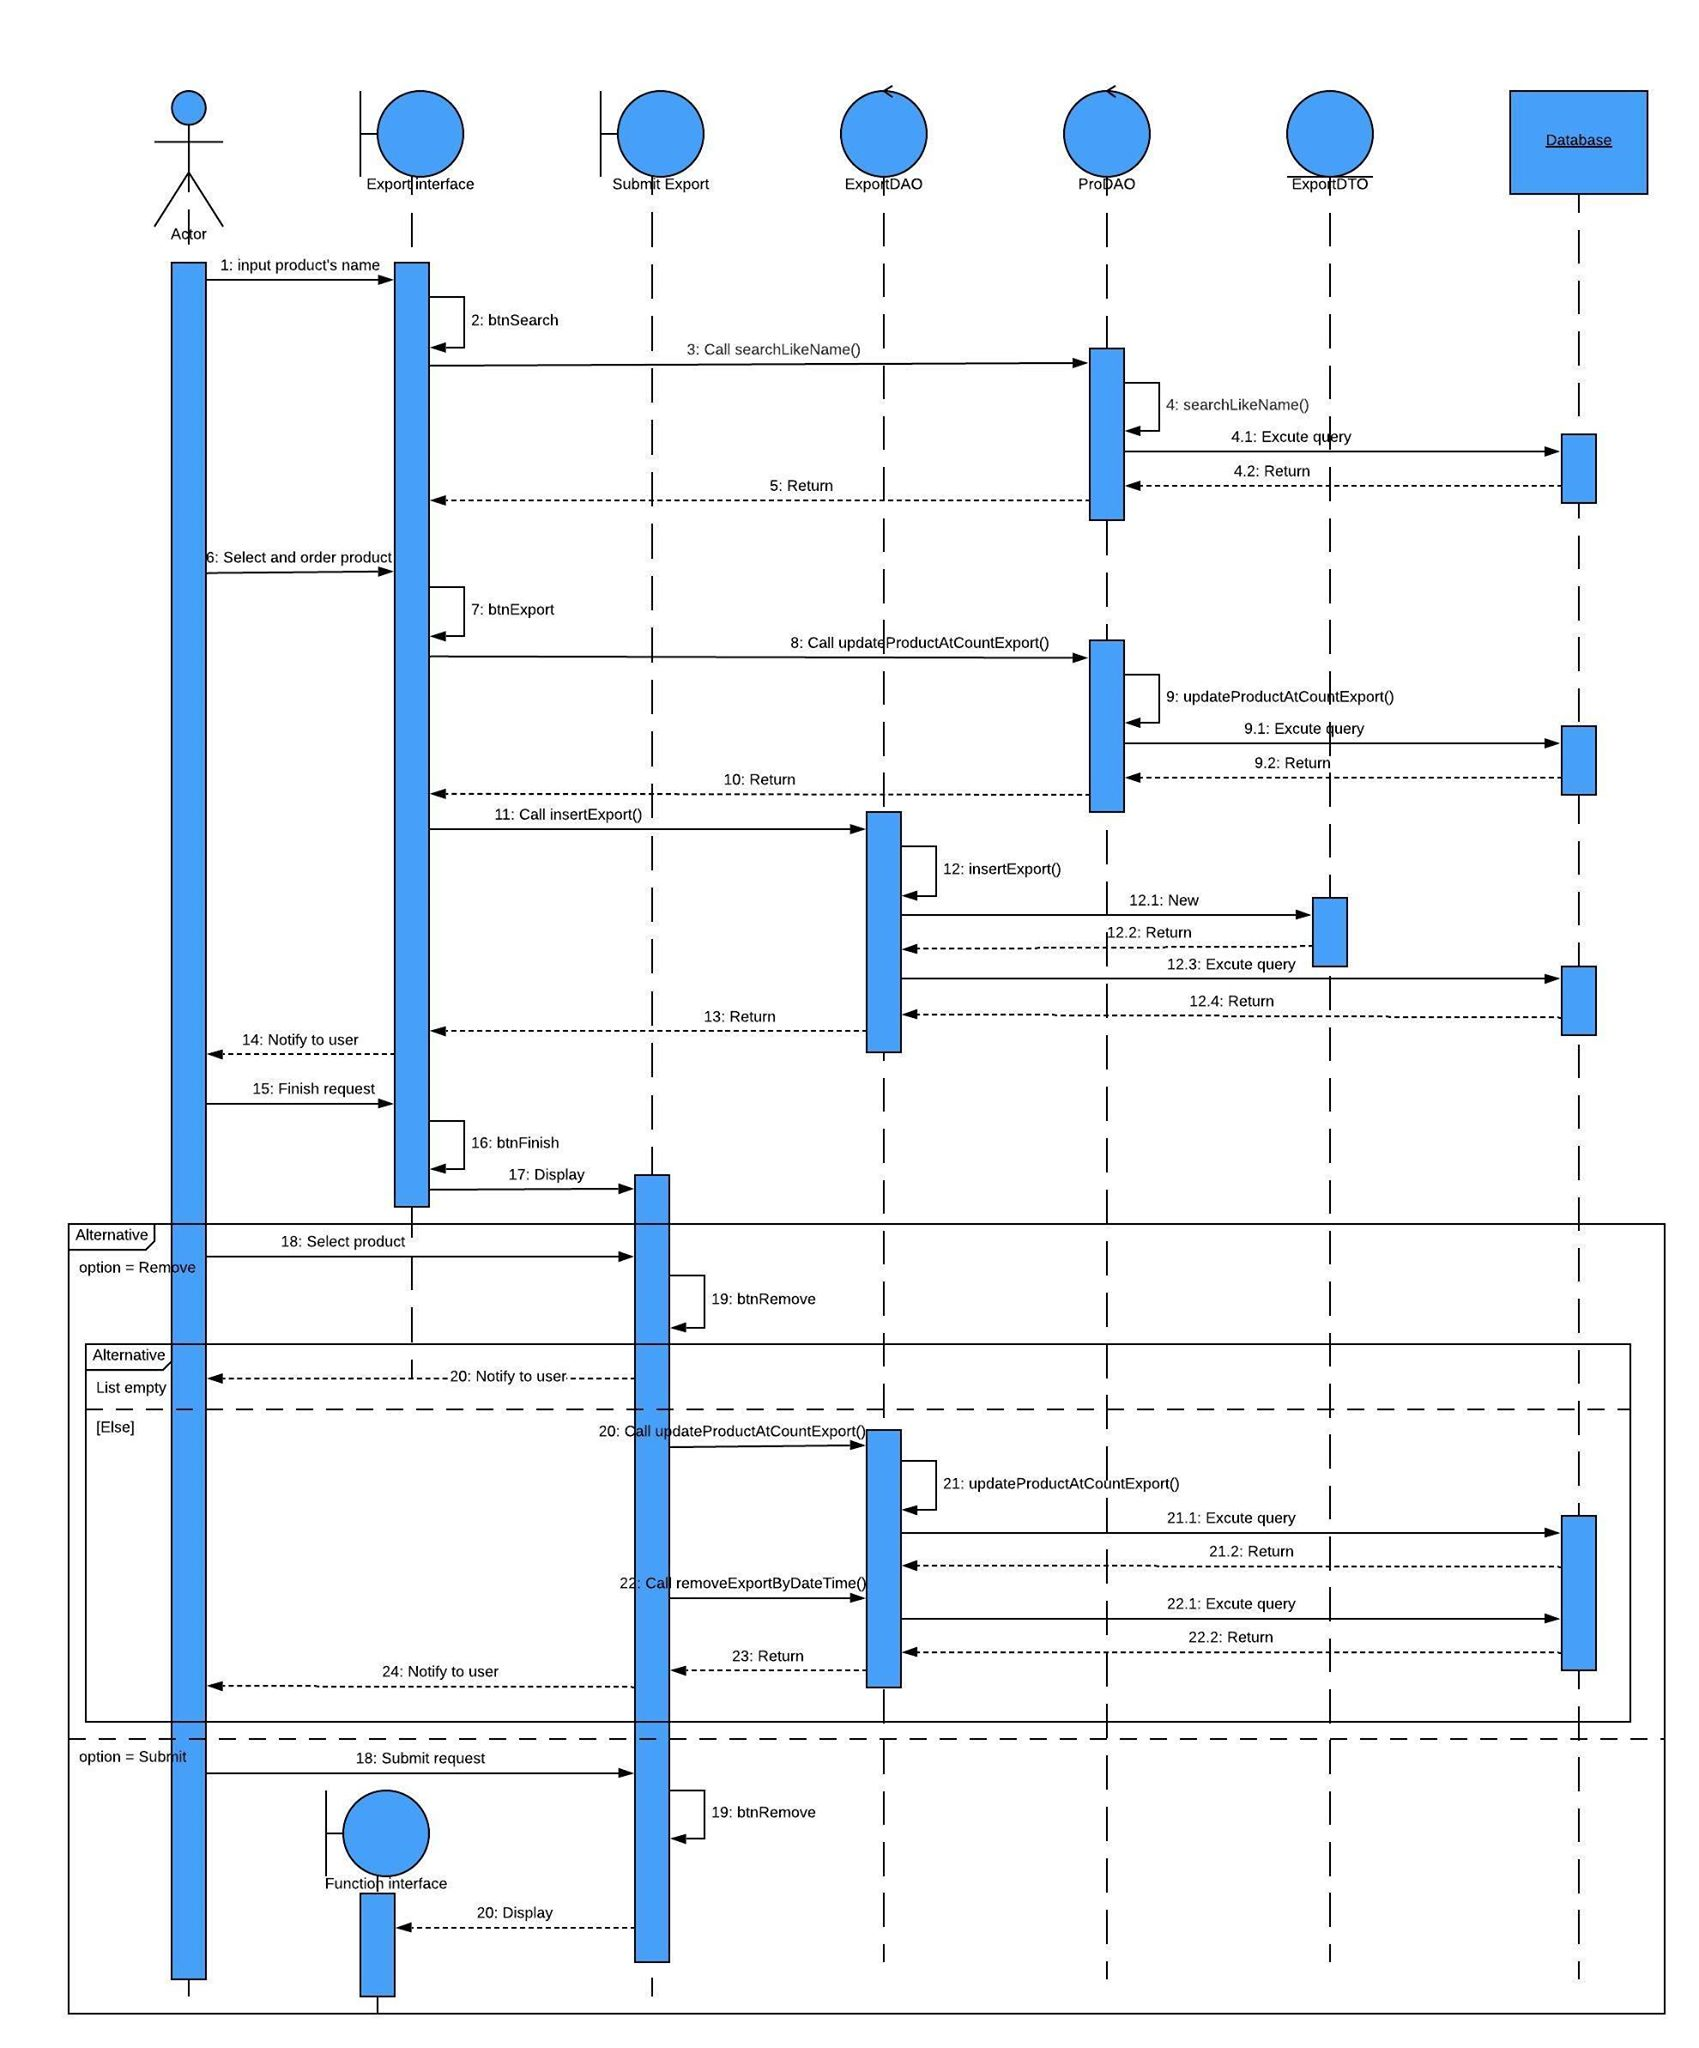 Database
Export interface
Submit Export
ExportDAO
ProDAO
ExportDTO
Actor
1: input product's name
2: btnSearch
3: Call searchLikeName()
4: searchLikeName()
4.1: Excute query
4.2: Return
5: Return
6: Select and order product
7: btnExport
8: Call updateProductAtCountExport()
9: updateProductAtCountExport()
9.1: Excute query
9.2: Return
10: Return
11: Call insertExport()
12: insertExport()
12.1: New
12.2: Return
12.3: Excute query
12.4: Return
13: Return
14: Notify to user
15: Finish request
16: btnFinish
17: Display
Alternative
18: Select product
option = Remove
19: btnRemove
Alternative
20: Notify to user
List empty
[Else]
20: Call updateProductAtCountExport()
21: updateProductAtCountExport()
21.1: Excute query
21.2: Return
22: Call removeExportByDateTime()
22.1: Excute query
22.2: Return
23: Return
24: Notify to user
option = Submit
18: Submit request
19: btnRemove
Function interface
20: Display